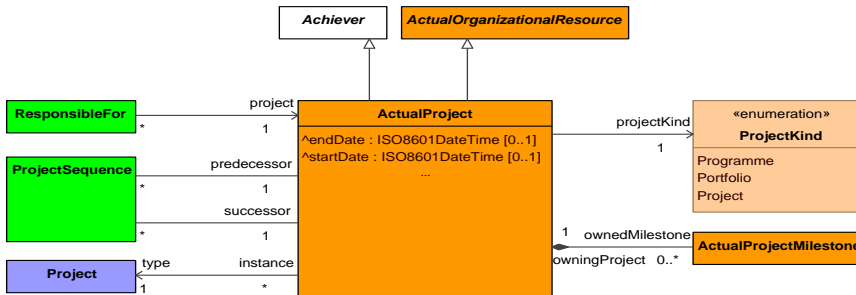 Achiever
ActualOrganizationalResource
ResponsibleFor
project
*
1
ActualProject
^endDate : ISO8601DateTime [0..1]
^startDate : ISO8601DateTime [0..1]
...
projectKind
1
«enumeration»
ProjectKind
Programme
Portfolio
Project
ProjectSequence
predecessor
*
1
successor
*
1
1
ownedMilestone
owningProject 0..*
ActualProjectMilestone
Project
type
instance
1
*